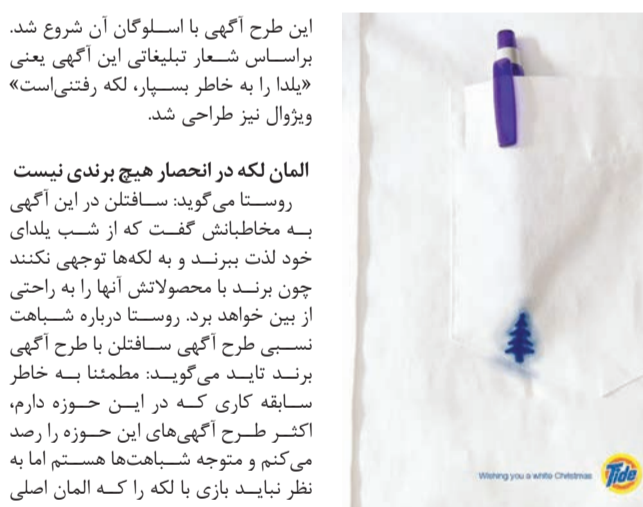 این طرح آگهی با اسلوگان آن شروع شد.
براساس شعار تبلیغاتی این آگهی یعنی
«یلدا را به خاطر بسپار، لکه رفتنی‌است»
ویژوال نیز طراحی شد.
المان لکه در انحصار هیچ برندی نیست
روستا می‌گوید: سافتلن در این آگهی
به مخاطبانش گفت که از شب یلدای
خود لذت ببرند و به لکه‌ها توجهی نکنند
چون برند با محصولاتش آنها را به راحتی
از بین خواهد برد. روستا درباره شباهت
نسبی طرح آگهی سافتلن با طرح آگهی
برند تاید می‌گوید: مطمئنا به خاطر
سابقه کاری که در این حوزه دارم،
اکثر طرح آگهی‌های این حوزه را رصد
می‌کنم و متوجه شباهت‌ها هستم اما به
نظر نباید بازی با لکه را که المان اصلی
Wishing you a white Christmas
Tide